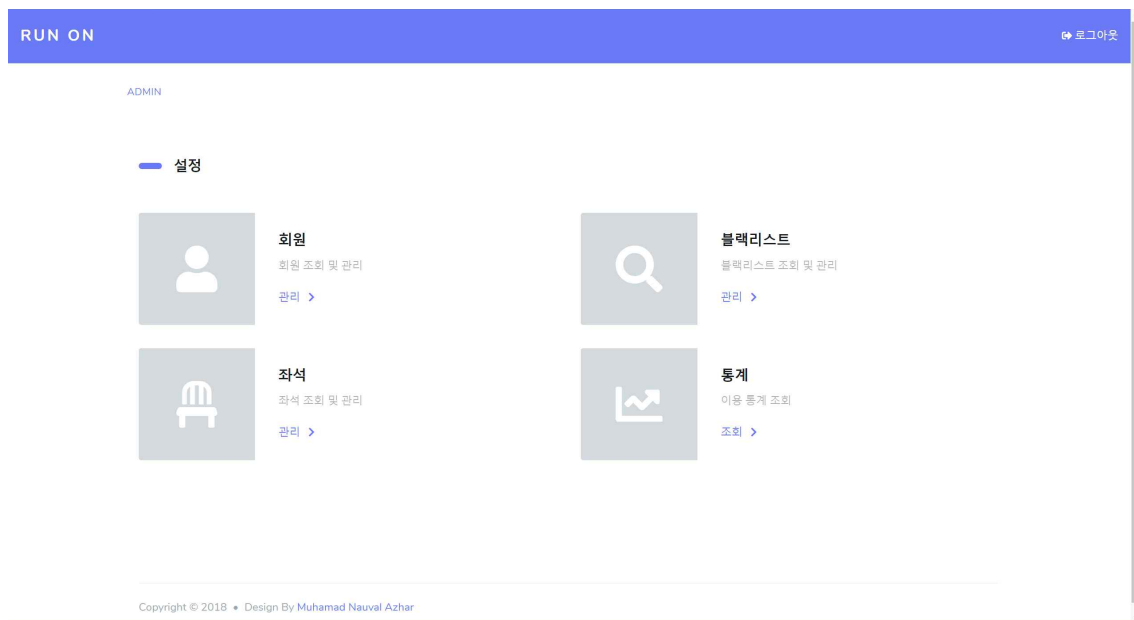 RUN ON
로그아웃
ADMIN
설정
회원
회원 조회 및 관리
관리
블랙리스트
블랙리스트 조회 및 관리
관리
좌석
좌석 조회 및 관리
관리
통계
이용 통계 조회
조회
Copyright © 2018 • Design By Muhamad Nauval Azhar